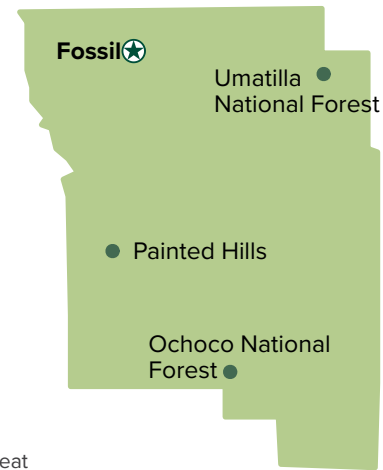 Fossil
Umatilla
National Forest
Painted Hills
Ochoco National
Forest
eat